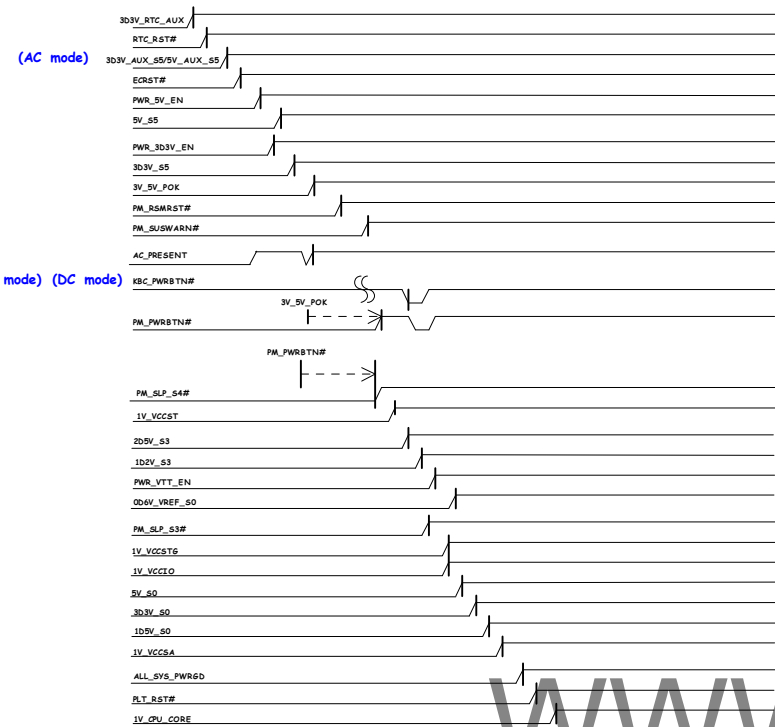 3D3V_RTC_AUX
RTC_RST#
(AC mode)
3D3V_AUX_S5/5V_AUX_S5
ECRST#
PWR_5V_EN
5V_S5
PWR_3D3V_EN
3D3V_S5
3V_5V_POK
PM_RSMRST#
PM_SUSWARN#
AC_PRESENT
mode) (DC mode)
KBC_PWRBTN#
3V_5V_POK
PM_PWRBTN#
PM_PWRBTN#
PM_SLP_S4#
1V_VCCST
2D5V_S3
1D2V_S3
PWR_VTT_EN
0D6V_VREF_S0
PM_SLP_S3#
1V_VCCSTG
1V_VCCIO
5V_S0
3D3V_S0
1D5V_S0
1V_VCCSA
ALL_SYS_PWRGD
PLT_RST#
1V_CPU_CORE